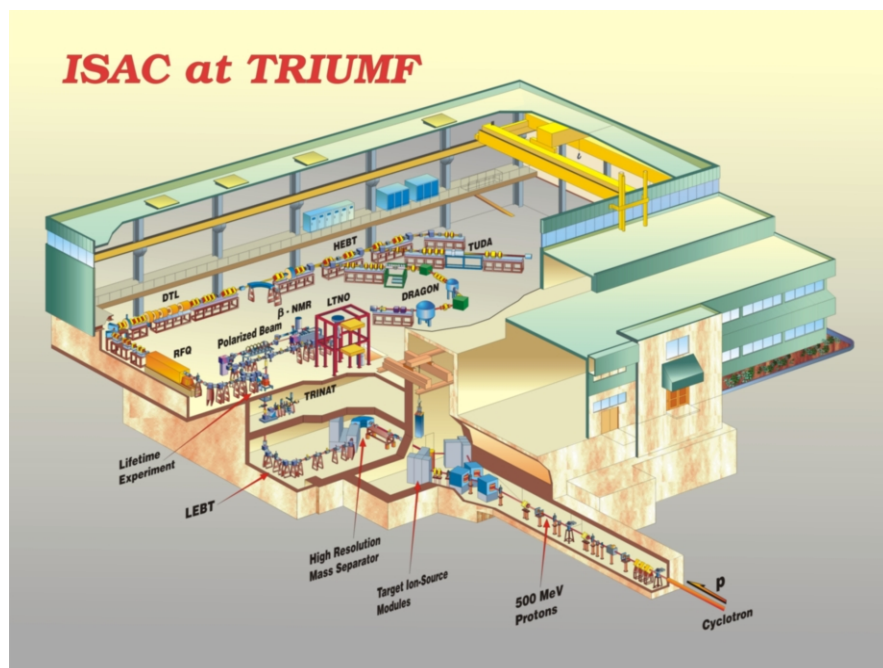 ISAC at TRIUMF
HEBT
TUDA
DTL
DRAGON
β - NMR
LTNO
Polarized Beam
RFQ
TRINAT
Lifetime
Experiment
LEBT
High Resolution
Mass Separator
Target Ion-Source
Modules
500 MeV
Protons
p
Cyclotron